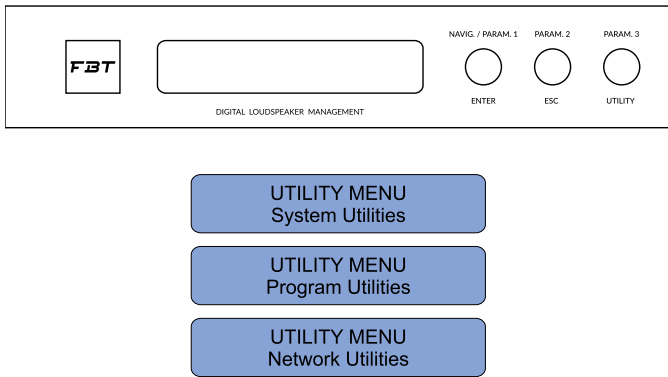 NAVIG. / PARAM. 1 PARAM. 2 PARAM. 3
FBT
ENTER ESC UTILITY
DIGITAL LOUDSPEAKER MANAGEMENT
UTILITY MENU
System Utilities
UTILITY MENU
Program Utilities
UTILITY MENU
Network Utilities